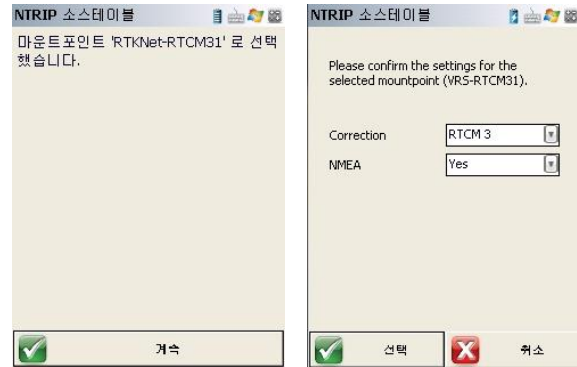 NTRIP 소스테이블
마운트포인트 'RTKNet-RTCM31' 로 선택
했습니다.
계속
NTRIP 소스테이블
Please confirm the settings for the
selected mountpoint (VRS-RTCM31).
Correction RTCM 3
NMEA Yes
선택 취소